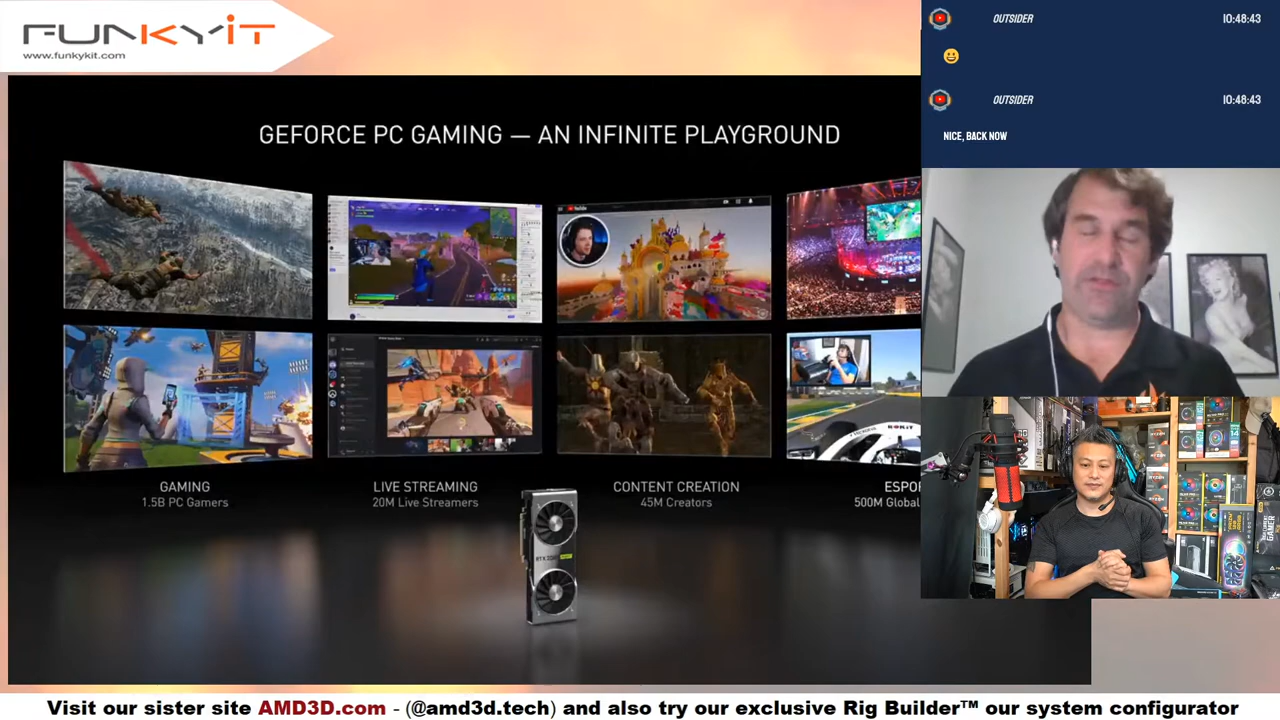 FUNKYiT
www.funkykit.com
GEFORCE PC GAMING — AN INFINITE PLAYGROUND
GAMING
1.5B PC Gamers
LIVE STREAMING
20M Live Streamers
CONTENT CREATION
45M Creators
ESPO
500M Global
OUTSIDER
10:48:43
OUTSIDER
10:48:43
NICE, BACK NOW
Visit our sister site AMD3D.com - (@amd3d.tech) and also try our exclusive Rig Builder™ our system configurator